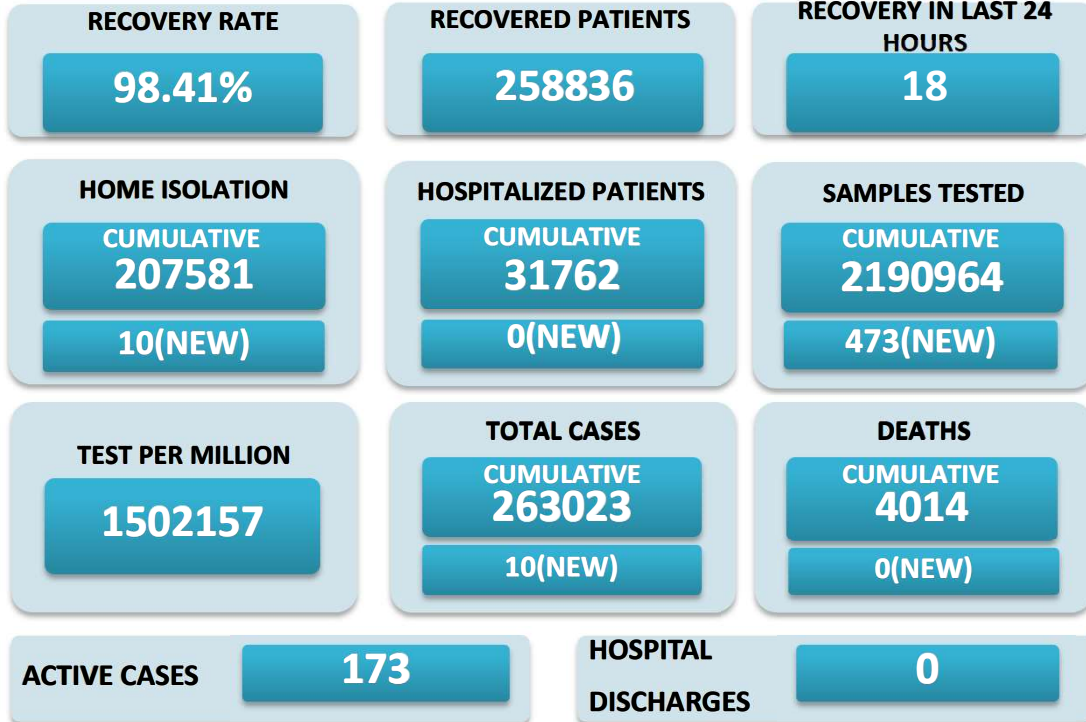 RECOVERY RATE
98.41%
RECOVERED PATIENTS
258836
RECOVERY IN LAST 24
HOURS
18
HOME ISOLATION
CUMULATIVE
207581
10(NEW)
HOSPITALIZED PATIENTS
CUMULATIVE
31762
0(NEW)
SAMPLES TESTED
CUMULATIVE
2190964
473(NEW)
TEST PER MILLION
1502157
TOTAL CASES
CUMULATIVE
263023
10(NEW)
DEATHS
CUMULATIVE
4014
0(NEW)
ACTIVE CASES
173
HOSPITAL
DISCHARGES
0